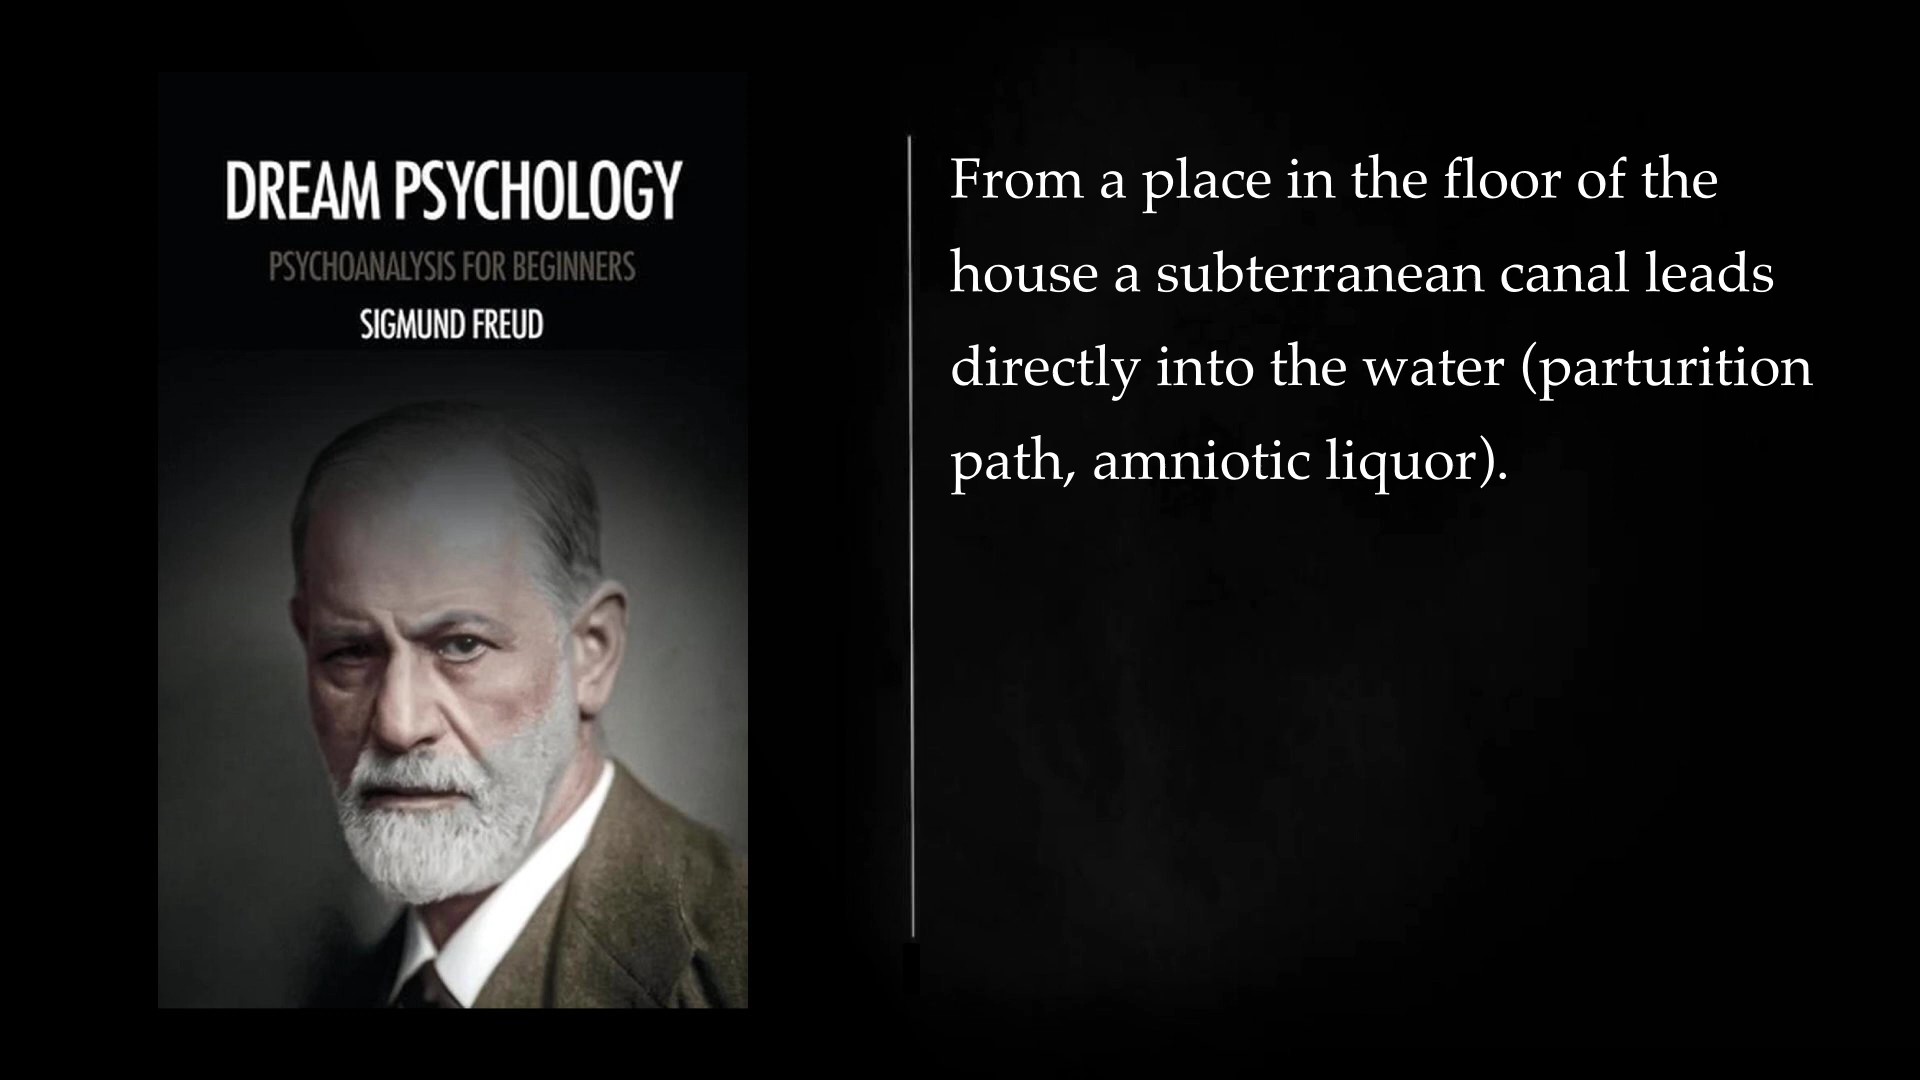 DREAM PSYCHOLOGY
PSYCHOANALYSIS FOR BEGINNERS
SIGMUND FREUD
From a place in the floor of the
house a subterranean canal leads
directly into the water (parturition
path, amniotic liquor).